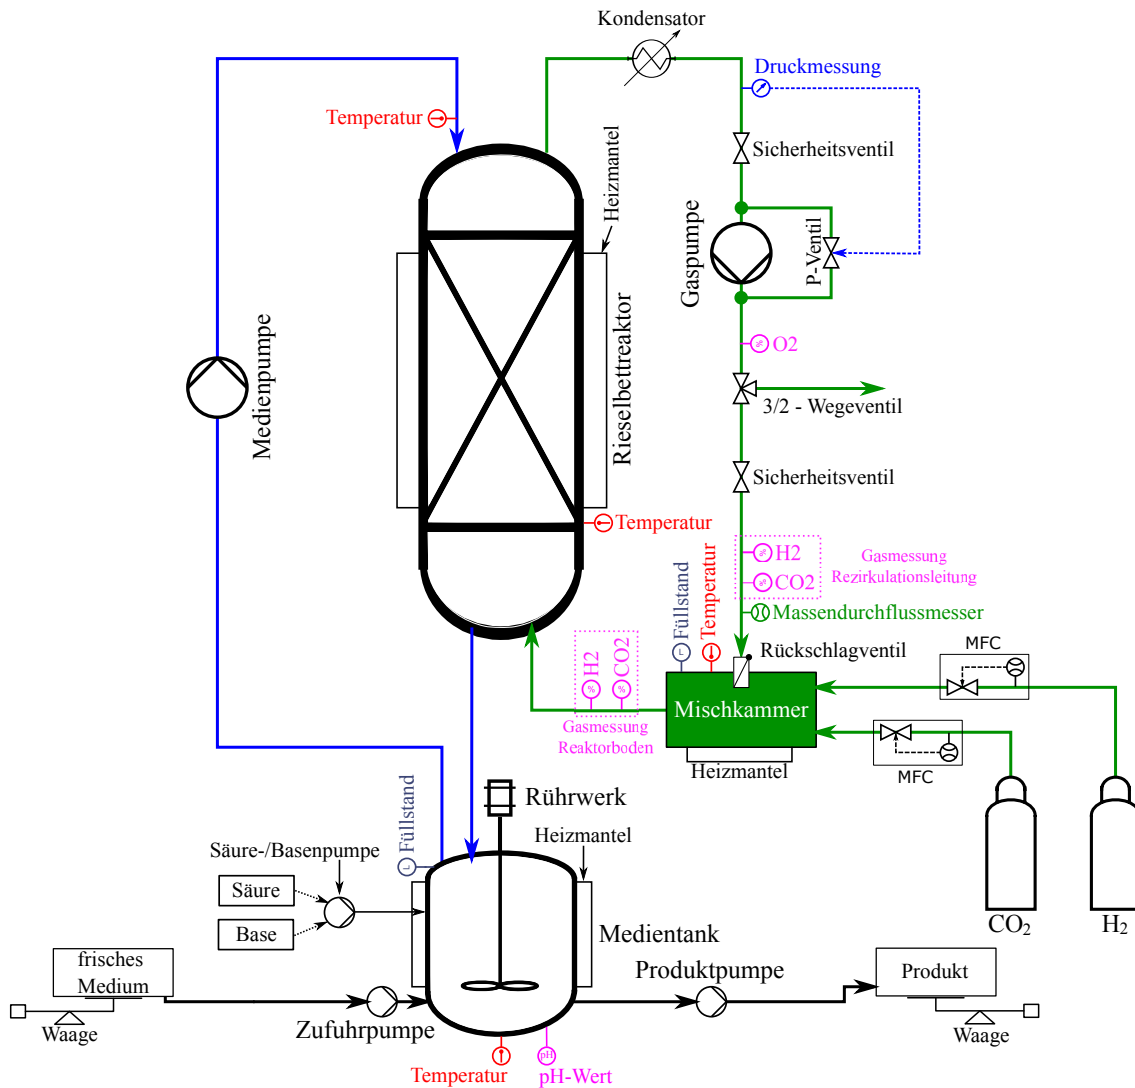 Kondensator
Druckmessung
Temperatur
Heizmantel
Sicherheitsventil
Gaspumpe
P-Ventil
Medienpumpe
Rieselbettreaktor
%
O2
3/2 - Wegeventil
Sicherheitsventil
Temperatur
%
H2
%
CO2
Gasmessung
Rezirkulationsleitung
Massendurchflussmesser
Füllstand
L
Temperatur
Rückschlagventil
MFC
H2
%
CO2
%
Gasmessung
Reaktorboden
Mischkammer
Heizmantel
MFC
Rührwerk
Füllstand
L
Heizmantel
Säure-/Basenpumpe
Säure
Base
CO₂
H₂
Medientank
frisches
Medium
Waage
Zufuhrpumpe
Produktpumpe
Produkt
Waage
Temperatur
pH
pH-Wert